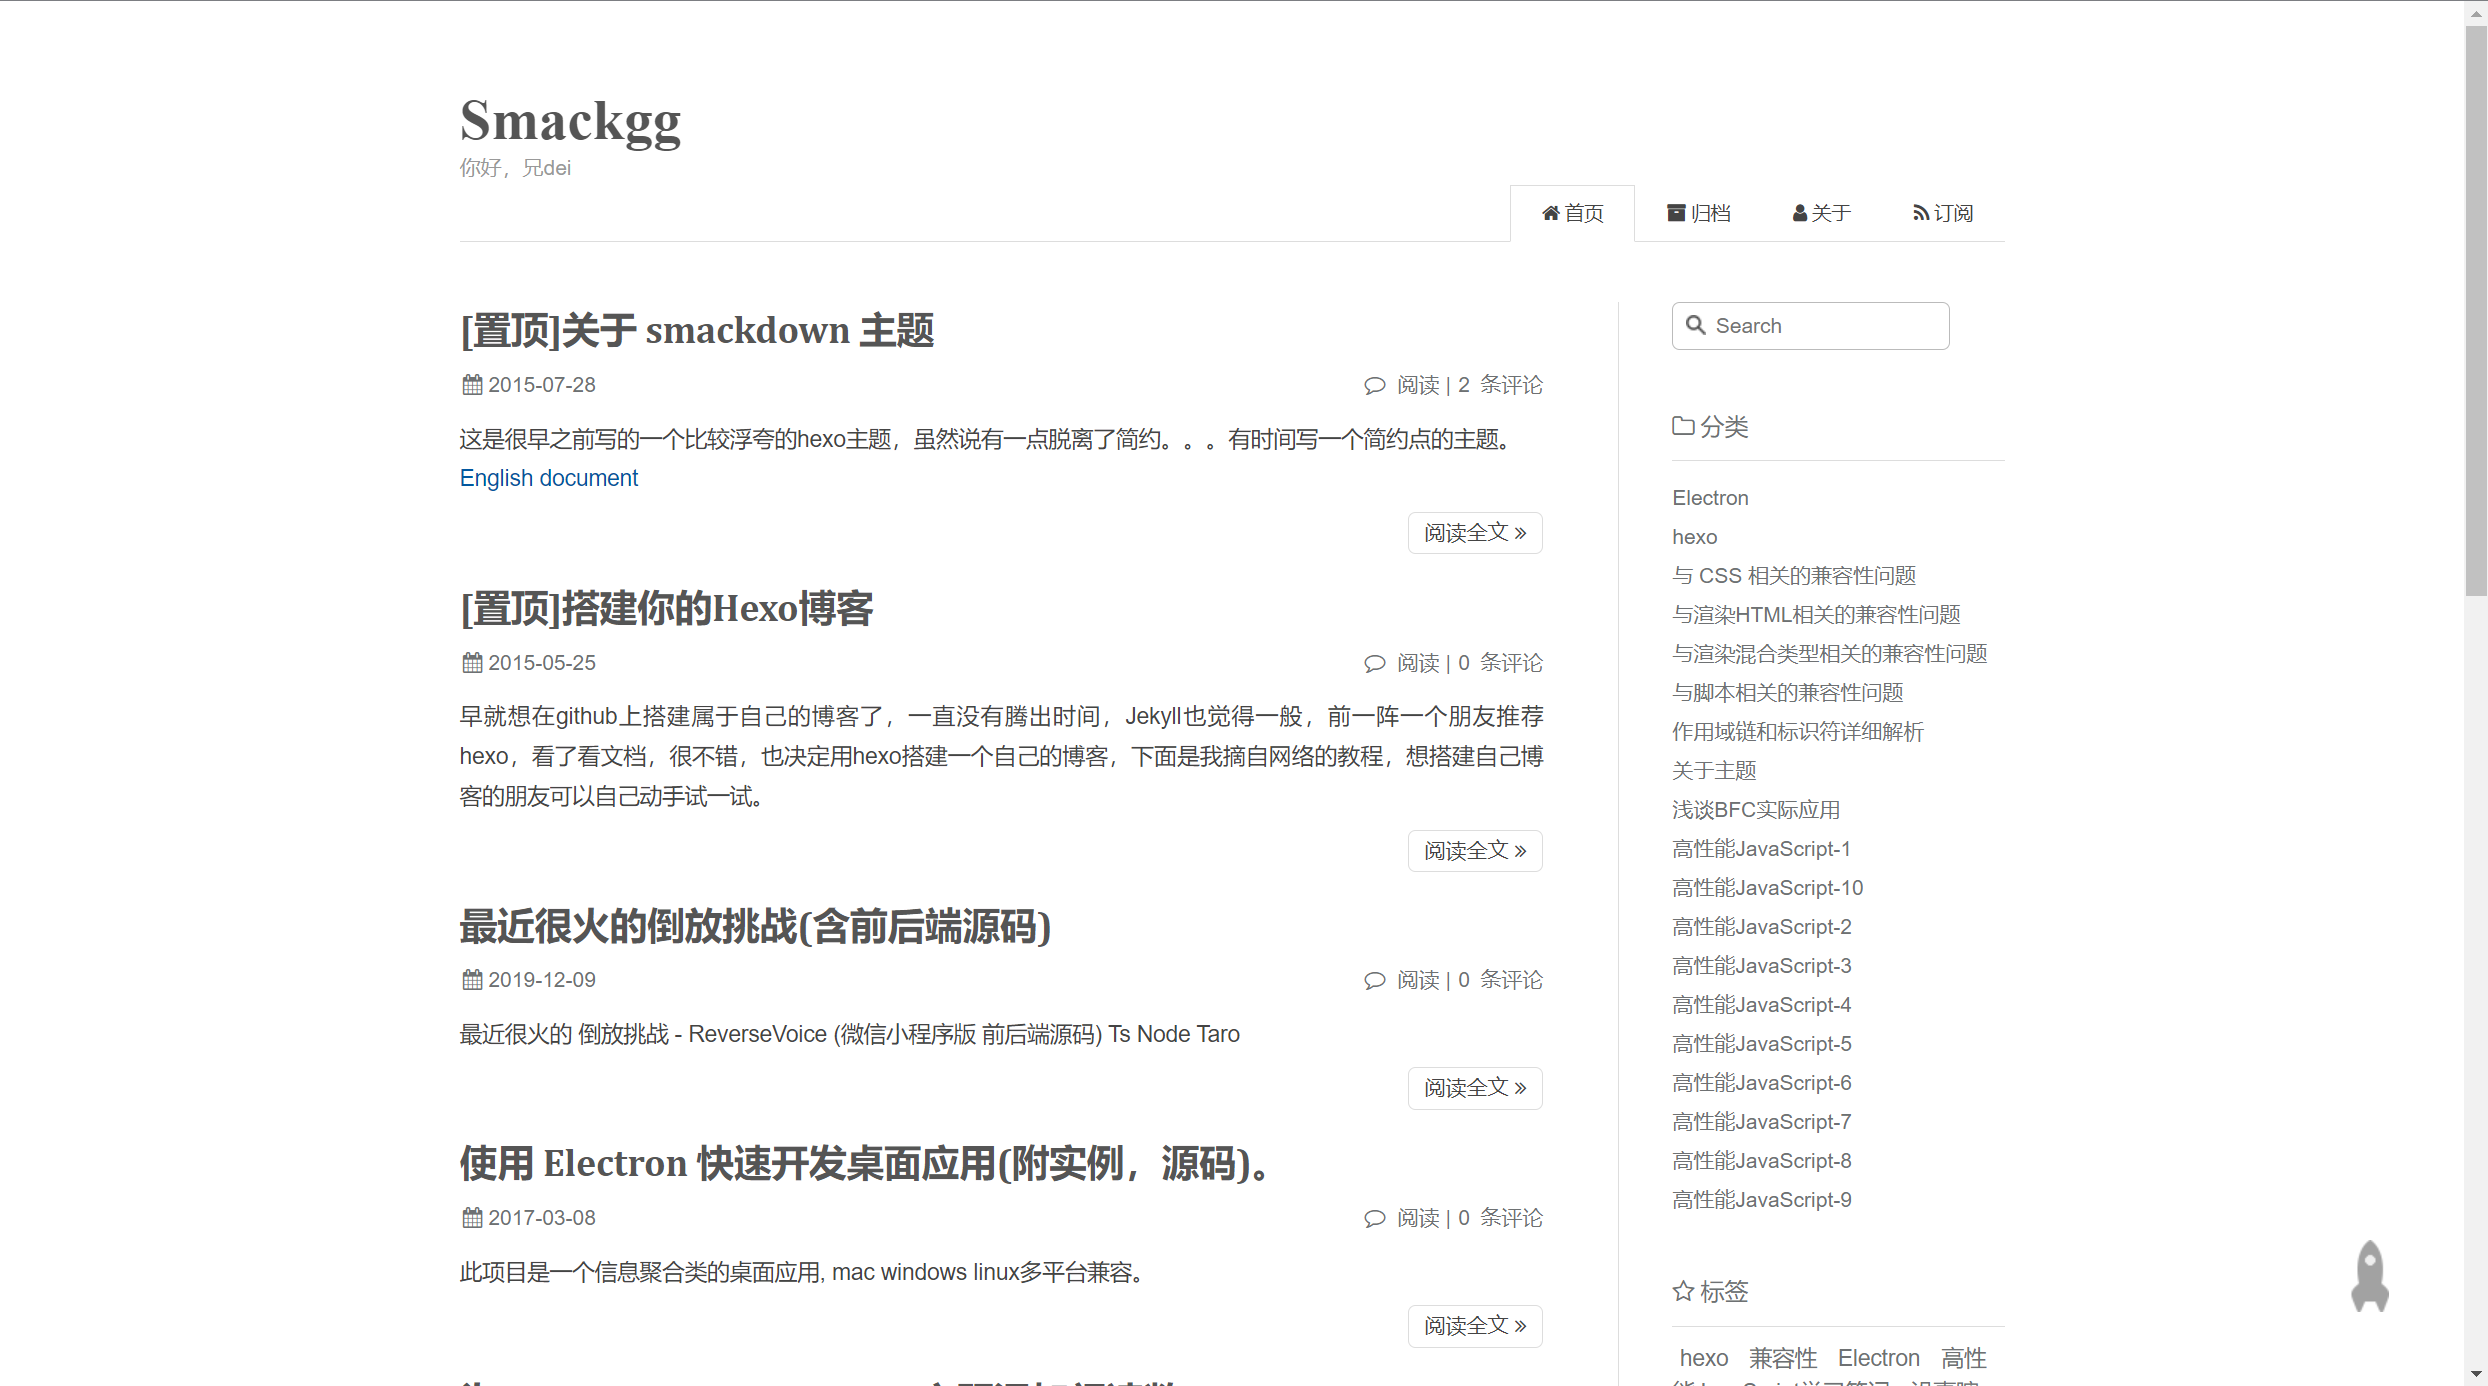 Smackgg
你好，兄dei
首页 归档 关于 订阅
[置顶]关于 smackdown 主题
2015-07-28 阅读 | 2 条评论
这是很早之前写的一个比较浮夸的hexo主题，虽然说有一点脱离了简约。。。有时间写一个简约点的主题。
English document
阅读全文 »
[置顶]搭建你的Hexo博客
2015-05-25 阅读 | 0 条评论
早就想在github上搭建属于自己的博客了，一直没有腾出时间，Jekyll也觉得一般，前一阵一个朋友推荐
hexo，看了看文档，很不错，也决定用hexo搭建一个自己的博客，下面是我摘自网络的教程，想搭建自己博
客的朋友可以自己动手试一试。
阅读全文 »
最近很火的倒放挑战(含前后端源码)
2019-12-09 阅读 | 0 条评论
最近很火的 倒放挑战 - ReverseVoice (微信小程序版 前后端源码) Ts Node Taro
阅读全文 »
使用 Electron 快速开发桌面应用(附实例，源码)。
2017-03-08 阅读 | 0 条评论
此项目是一个信息聚合类的桌面应用, mac windows linux多平台兼容。
阅读全文 »
Search
分类
Electron
hexo
与 CSS 相关的兼容性问题
与渲染HTML相关的兼容性问题
与渲染混合类型相关的兼容性问题
与脚本相关的兼容性问题
作用域链和标识符详细解析
关于主题
浅谈BFC实际应用
高性能JavaScript-1
高性能JavaScript-10
高性能JavaScript-2
高性能JavaScript-3
高性能JavaScript-4
高性能JavaScript-5
高性能JavaScript-6
高性能JavaScript-7
高性能JavaScript-8
高性能JavaScript-9
标签
hexo 兼容性 Electron 高性